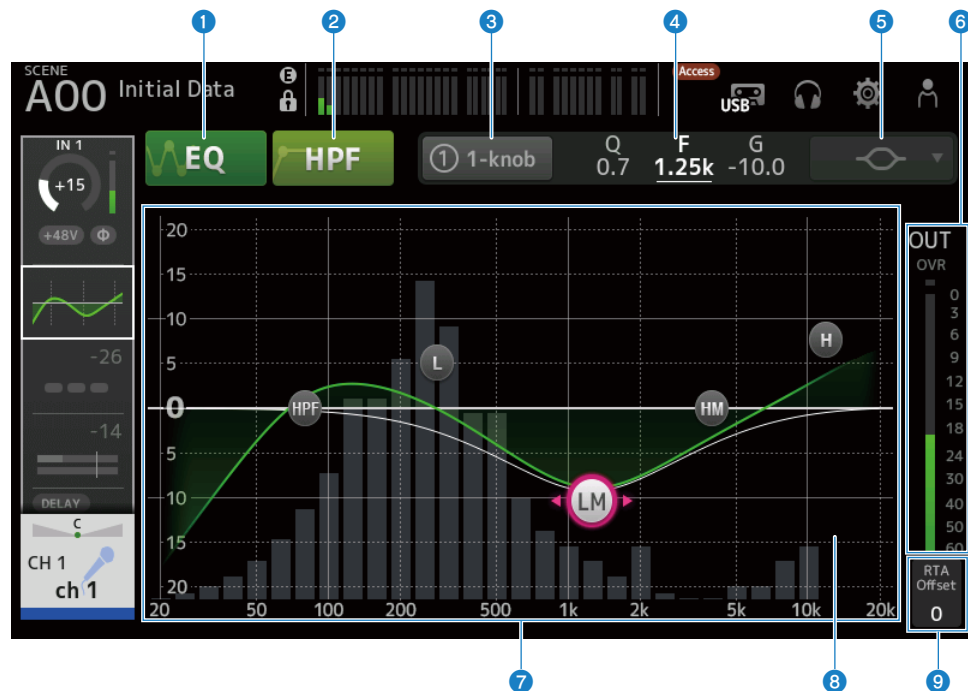 1 2 3 4 5 6
SCENE
A00 Initial Data
E
Access
USB
IN 1
+15
+48V Φ
-26
-14
DELAY
C
CH 1
ch 1
EQ
HPF
1 1-knob
Q F G
0.7 1.25k -10.0
20
15
10
5
0
5
10
15
20
HPF
L
LM
HM
H
20 50 100 200 500 1k 2k 5k 10k 20k
OUT
OVR
0
3
6
9
12
15
18
24
30
40
50
60
RTA
Offset
0
7 8 9